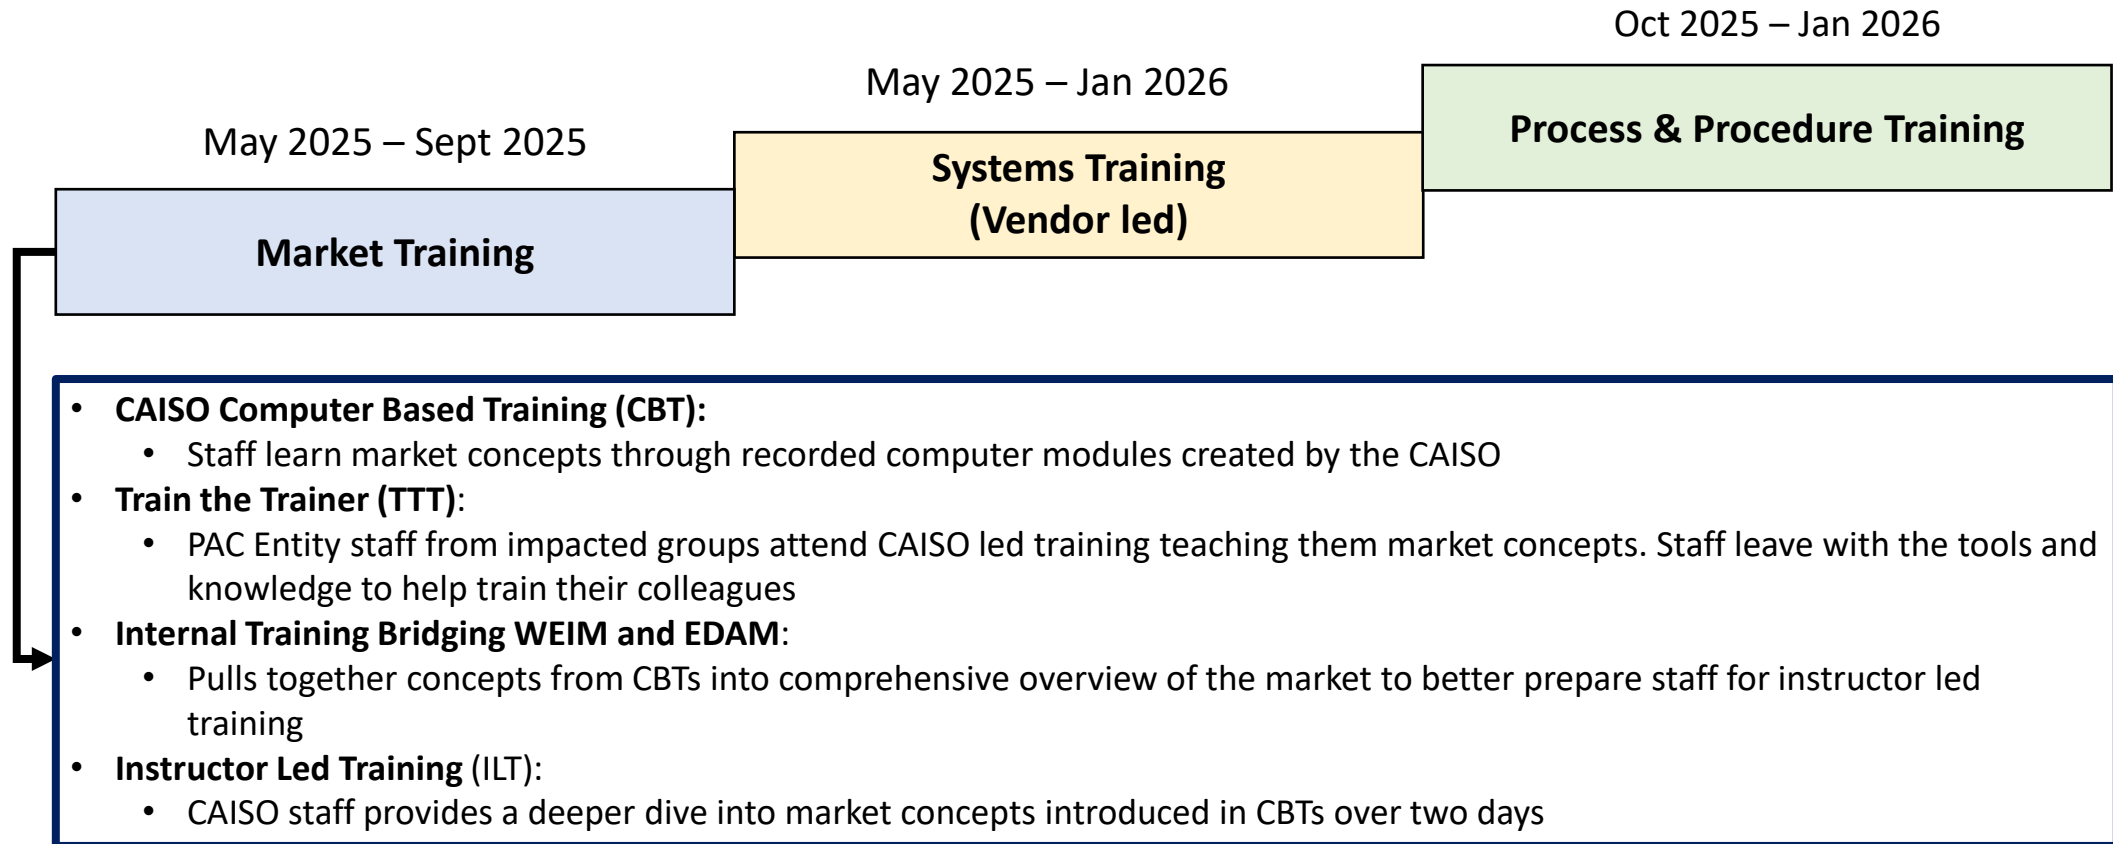 May 2025 – Sept 2025
Market Training
May 2025 – Jan 2026
Systems Training
(Vendor led)
Oct 2025 – Jan 2026
Process & Procedure Training
• CAISO Computer Based Training (CBT):
• Staff learn market concepts through recorded computer modules created by the CAISO
• Train the Trainer (TTT):
• PAC Entity staff from impacted groups attend CAISO led training teaching them market concepts. Staff leave with the tools and
knowledge to help train their colleagues
• Internal Training Bridging WEIM and EDAM:
• Pulls together concepts from CBTs into comprehensive overview of the market to better prepare staff for instructor led
training
• Instructor Led Training (ILT):
• CAISO staff provides a deeper dive into market concepts introduced in CBTs over two days